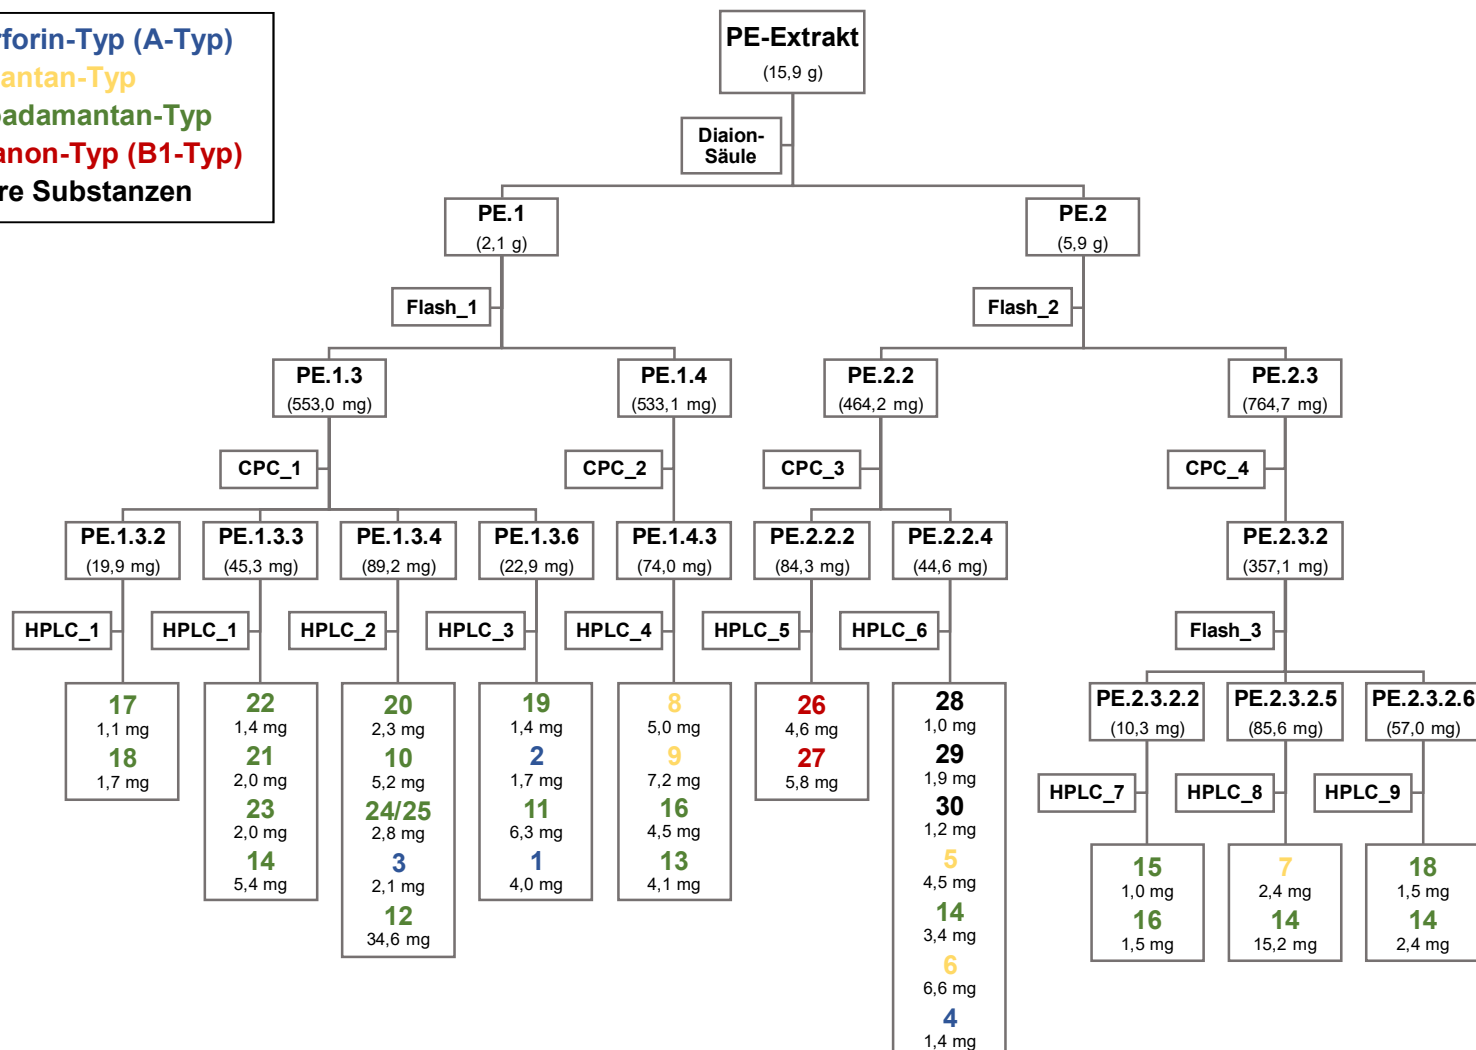 rforin-Typ (A-Typ)
antan-Typ
adamantan-Typ
anon-Typ (B1-Typ)
re Substanzen
PE-Extrakt
(15,9 g)
Diaion-
Säule
PE.1
(2,1 g)
PE.2
(5,9 g)
Flash_1
Flash_2
PE.1.3
(553,0 mg)
PE.1.4
(533,1 mg)
PE.2.2
(464,2 mg)
PE.2.3
(764,7 mg)
CPC_1
CPC_2
CPC_3
CPC_4
PE.1.3.2
(19,9 mg)
PE.1.3.3
(45,3 mg)
PE.1.3.4
(89,2 mg)
PE.1.3.6
(22,9 mg)
PE.1.4.3
(74,0 mg)
PE.2.2.2
(84,3 mg)
PE.2.2.4
(44,6 mg)
PE.2.3.2
(357,1 mg)
HPLC_1
HPLC_1
HPLC_2
HPLC_3
HPLC_4
HPLC_5
HPLC_6
Flash_3
17
1,1 mg
18
1,7 mg
22
1,4 mg
21
2,0 mg
23
2,0 mg
14
5,4 mg
20
2,3 mg
10
5,2 mg
24/25
2,8 mg
3
2,1 mg
12
34,6 mg
19
1,4 mg
2
1,7 mg
11
6,3 mg
1
4,0 mg
8
5,0 mg
9
7,2 mg
16
4,5 mg
13
4,1 mg
26
4,6 mg
27
5,8 mg
28
1,0 mg
29
1,9 mg
30
1,2 mg
5
4,5 mg
14
3,4 mg
6
6,6 mg
4
1,4 mg
PE.2.3.2.2
(10,3 mg)
PE.2.3.2.5
(85,6 mg)
PE.2.3.2.6
(57,0 mg)
HPLC_7
HPLC_8
HPLC_9
15
1,0 mg
16
1,5 mg
7
2,4 mg
14
15,2 mg
18
1,5 mg
14
2,4 mg